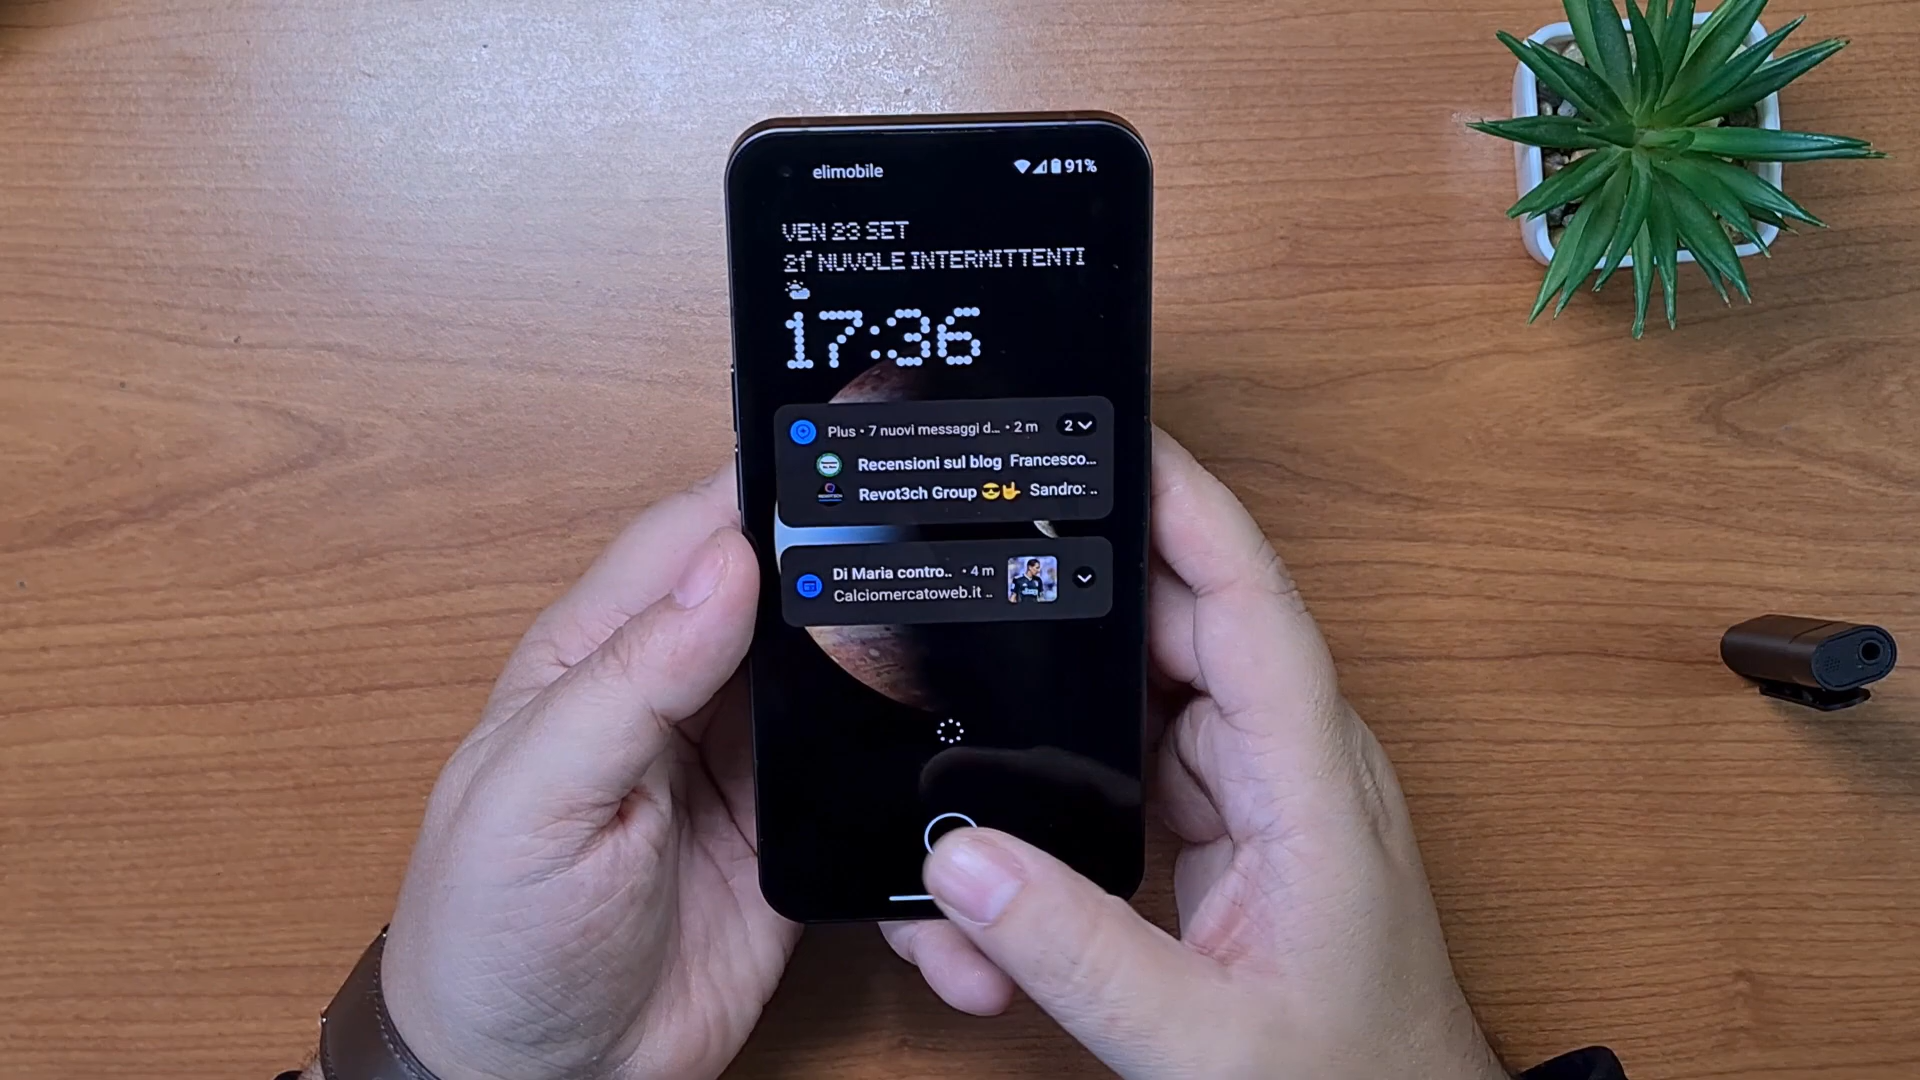 elimobile
91%
VEN 23 SET
21° NUVOLE INTERMITTENTI
17:36
Plus • 7 nuovi messaggi d... • 2 m
2
Recensioni sul blog Francesco...
Revot3ch Group 😎🤟 Sandro: ..
Di Maria contro.. • 4 m
Calciomercatoweb.it ..